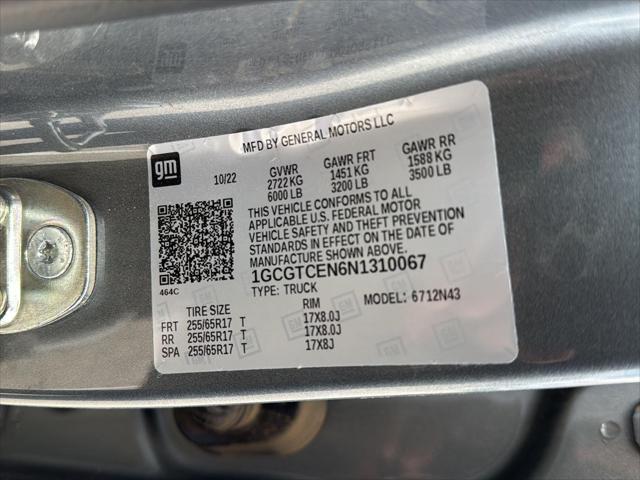 MFD BY GENERAL MOTORS LLC
gm
10/22
GVWR GAWR FRT GAWR RR
2722 KG 1451 KG 1588 KG
6000 LB 3200 LB 3500 LB
THIS VEHICLE CONFORMS TO ALL
APPLICABLE U.S. FEDERAL MOTOR
VEHICLE SAFETY AND THEFT PREVENTION
STANDARDS IN EFFECT ON THE DATE OF
MANUFACTURE SHOWN ABOVE.
1GCGTCEN6N1310067
464C
TYPE: TRUCK MODEL: 6712N43
TIRE SIZE RIM
FRT 255/65R17 T 17X8.0J
RR 255/65R17 T 17X8.0J
SPA 255/65R17 T 17X8J